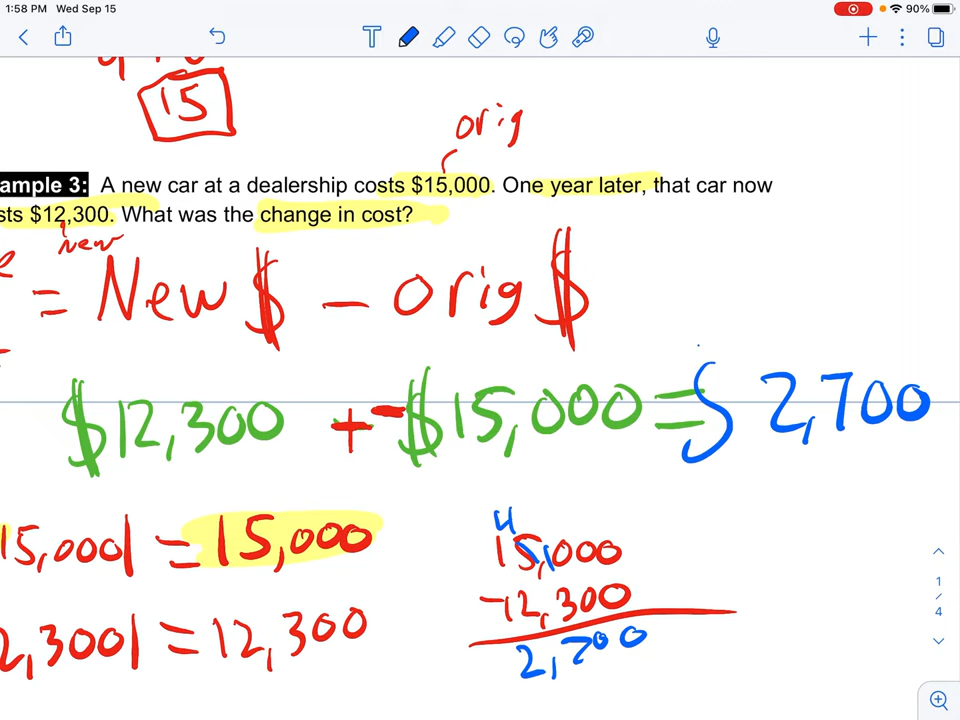 1:58 PM Wed Sep 15 90%
15
orig
ample 3: A new car at a dealership costs $15,000. One year later, that car now
sts $12,300. What was the change in cost?
new
= New $ - orig $
$12,300 + -$15,000 = $2,700
15,000| = 15,000
2,300| = 12,300
4 1
15,000
-12,300
2,700
1
/
4